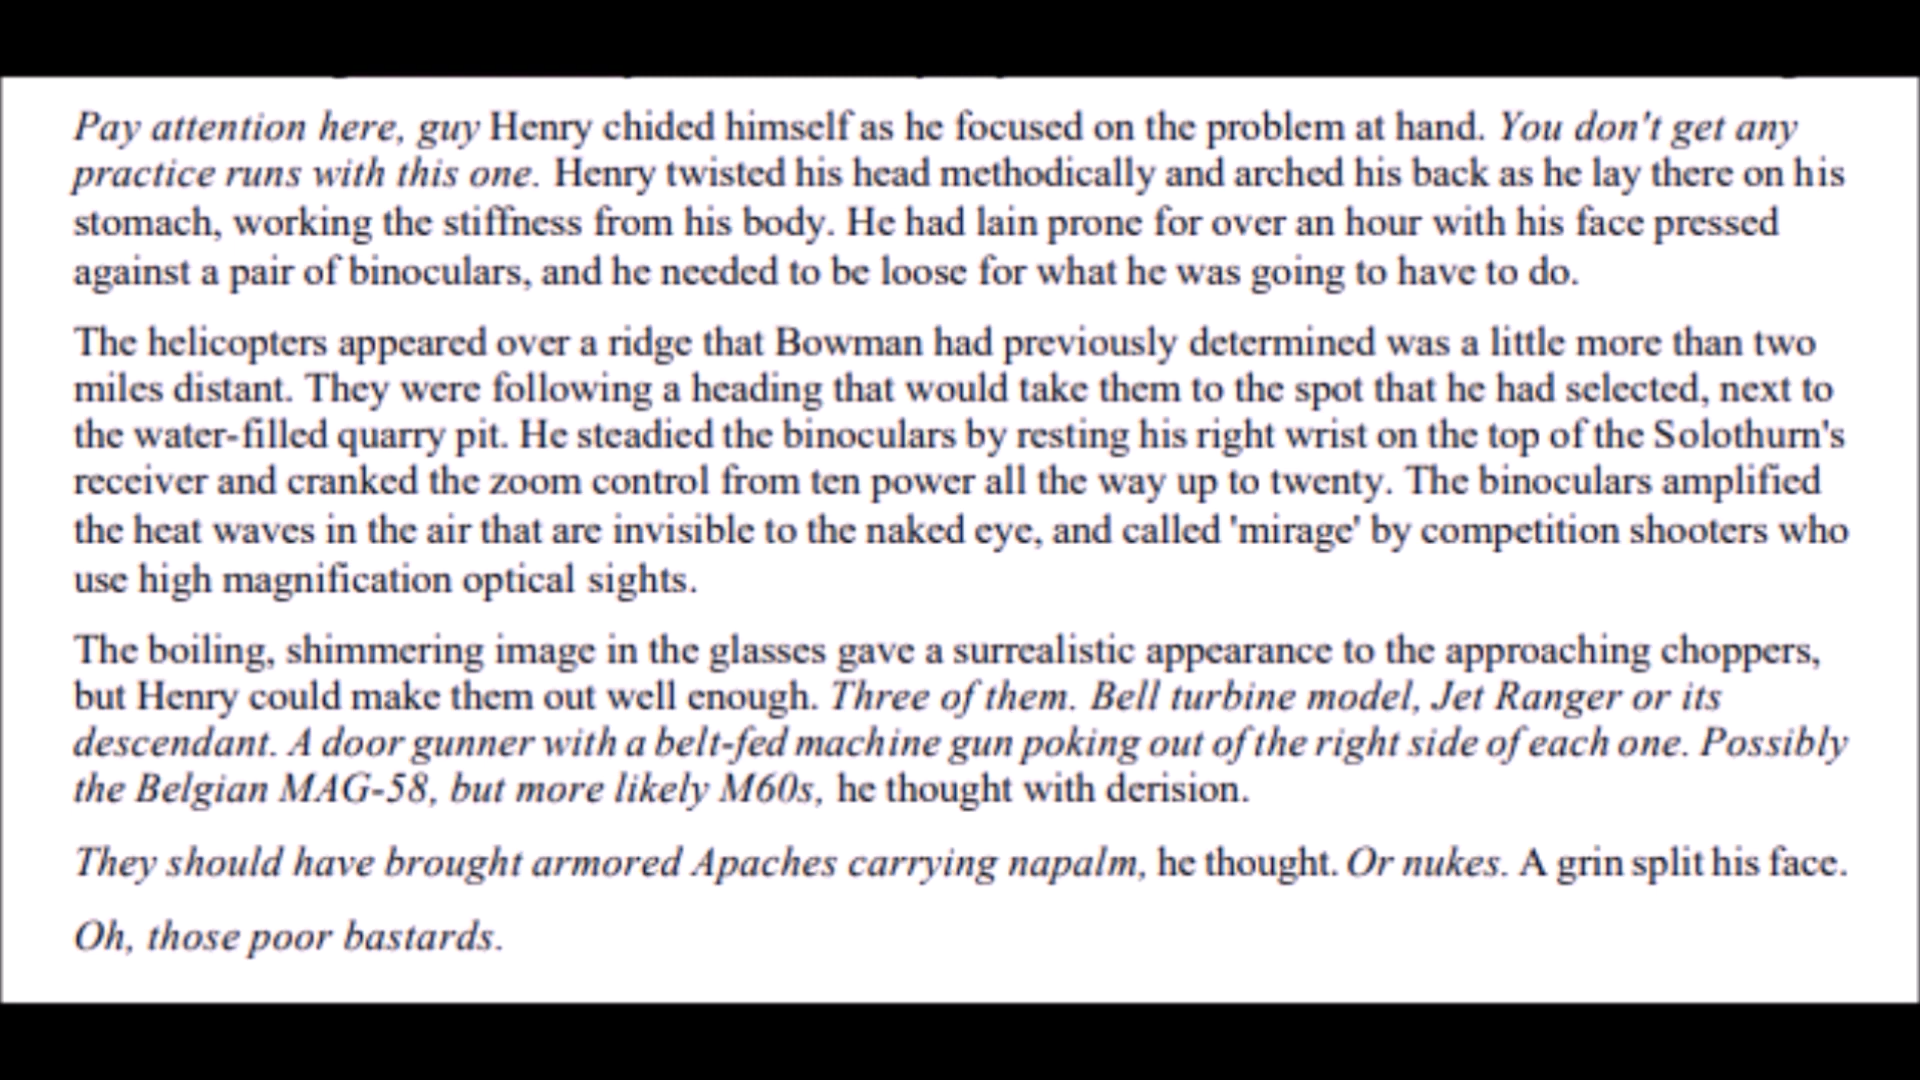 Pay attention here, guy Henry chided himself as he focused on the problem at hand. You don't get any
practice runs with this one. Henry twisted his head methodically and arched his back as he lay there on his
stomach, working the stiffness from his body. He had lain prone for over an hour with his face pressed
against a pair of binoculars, and he needed to be loose for what he was going to have to do.
The helicopters appeared over a ridge that Bowman had previously determined was a little more than two
miles distant. They were following a heading that would take them to the spot that he had selected, next to
the water-filled quarry pit. He steadied the binoculars by resting his right wrist on the top of the Solothurn's
receiver and cranked the zoom control from ten power all the way up to twenty. The binoculars amplified
the heat waves in the air that are invisible to the naked eye, and called 'mirage' by competition shooters who
use high magnification optical sights.
The boiling, shimmering image in the glasses gave a surrealistic appearance to the approaching choppers,
but Henry could make them out well enough. Three of them. Bell turbine model, Jet Ranger or its
descendant. A door gunner with a belt-fed machine gun poking out of the right side of each one. Possibly
the Belgian MAG-58, but more likely M60s, he thought with derision.
They should have brought armored Apaches carrying napalm, he thought. Or nukes. A grin split his face.
Oh, those poor bastards.